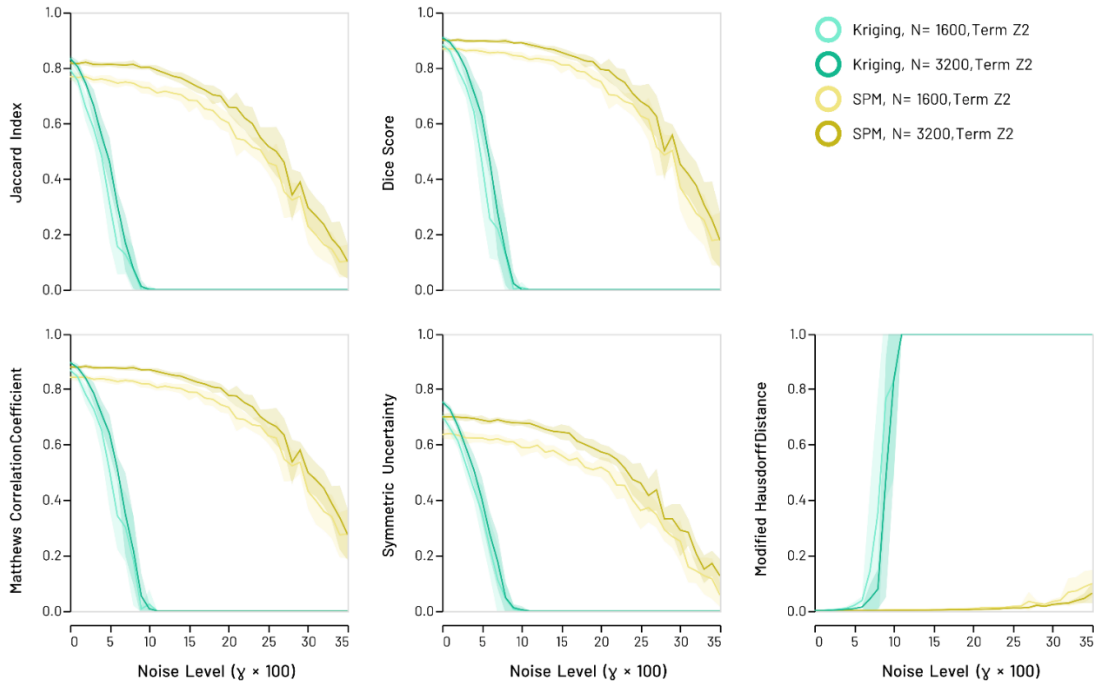 Jaccard Index
1.0
0.8
0.6
0.4
0.2
0.0
Dice Score
1.0
0.8
0.6
0.4
0.2
0.0
Kriging, N= 1600,Term Z2
Kriging, N= 3200,Term Z2
SPM, N= 1600,Term Z2
SPM, N= 3200,Term Z2
Matthews CorrelationCoefficient
1.0
0.8
0.6
0.4
0.2
0.0
0 5 10 15 20 25 30 35
Noise Level (γ × 100)
Symmetric Uncertainty
1.0
0.8
0.6
0.4
0.2
0.0
0 5 10 15 20 25 30 35
Noise Level (γ × 100)
Modified HausdorffDistance
1.0
0.8
0.6
0.4
0.2
0.0
0 5 10 15 20 25 30 35
Noise Level (γ × 100)